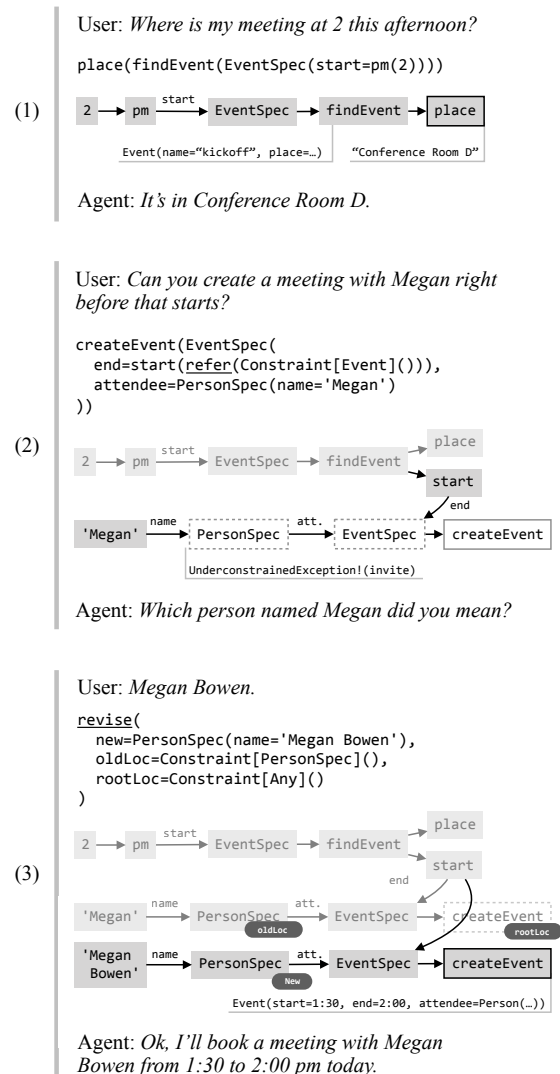 User: Where is my meeting at 2 this afternoon?
place(findEvent(EventSpec(start=pm(2))))
(1)
2 pm start EventSpec findEvent place
Event(name=“kickoff”, place=…) “Conference Room D”
Agent: It’s in Conference Room D.
User: Can you create a meeting with Megan right
before that starts?
createEvent(EventSpec(
end=start(refer(Constraint[Event]())),
attendee=PersonSpec(name='Megan')
))
(2)
place
2 pm start EventSpec findEvent
start
end
'Megan' name PersonSpec att. EventSpec createEvent
UnderconstrainedException!(invite)
Agent: Which person named Megan did you mean?
User: Megan Bowen.
revise(
new=PersonSpec(name='Megan Bowen'),
oldLoc=Constraint[PersonSpec](),
rootLoc=Constraint[Any]()
)
(3)
place
2 pm start EventSpec findEvent
start
end
'Megan' name PersonSpec att. EventSpec createEvent
oldLoc rootLoc
'Megan
Bowen' name PersonSpec att. EventSpec createEvent
New
Event(start=1:30, end=2:00, attendee=Person(…))
Agent: Ok, I’ll book a meeting with Megan
Bowen from 1:30 to 2:00 pm today.